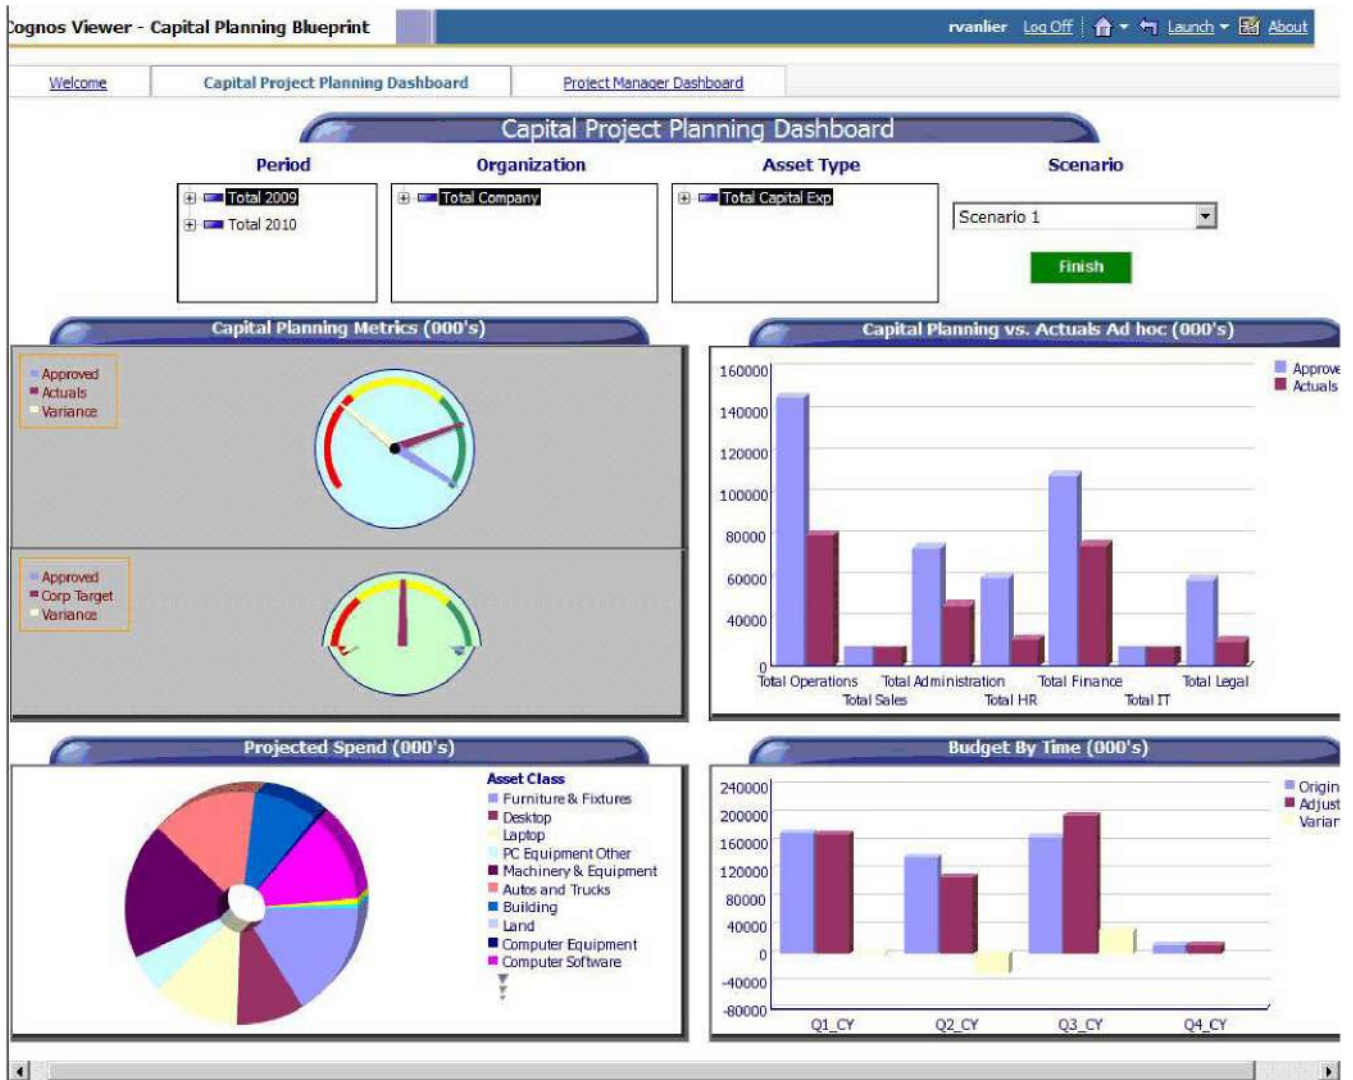 Cognos Viewer - Capital Planning Blueprint
rvanlier Log Off Launch About
Welcome Capital Project Planning Dashboard Project Manager Dashboard
Capital Project Planning Dashboard
Period Organization Asset Type Scenario
Total 2009 Total Company Total Capital Exp
Total 2010
Scenario 1
Finish
Capital Planning Metrics (000's)
Approved
Actuals
Variance
Approved
Corp Target
Variance
Capital Planning vs. Actuals Ad hoc (000's)
Approve
Actuals
160000
140000
120000
100000
80000
60000
40000
0
Total Operations Total Administration Total Finance Total Legal
Total Sales Total HR Total IT
Projected Spend (000's)
Asset Class
Furniture & Fixtures
Desktop
Laptop
PC Equipment Other
Machinery & Equipment
Autos and Trucks
Building
Land
Computer Equipment
Computer Software
Budget By Time (000's)
Origin
Adjust
Varian
240000
200000
160000
120000
80000
40000
0
-40000
-80000
Q1_CY Q2_CY Q3_CY Q4_CY